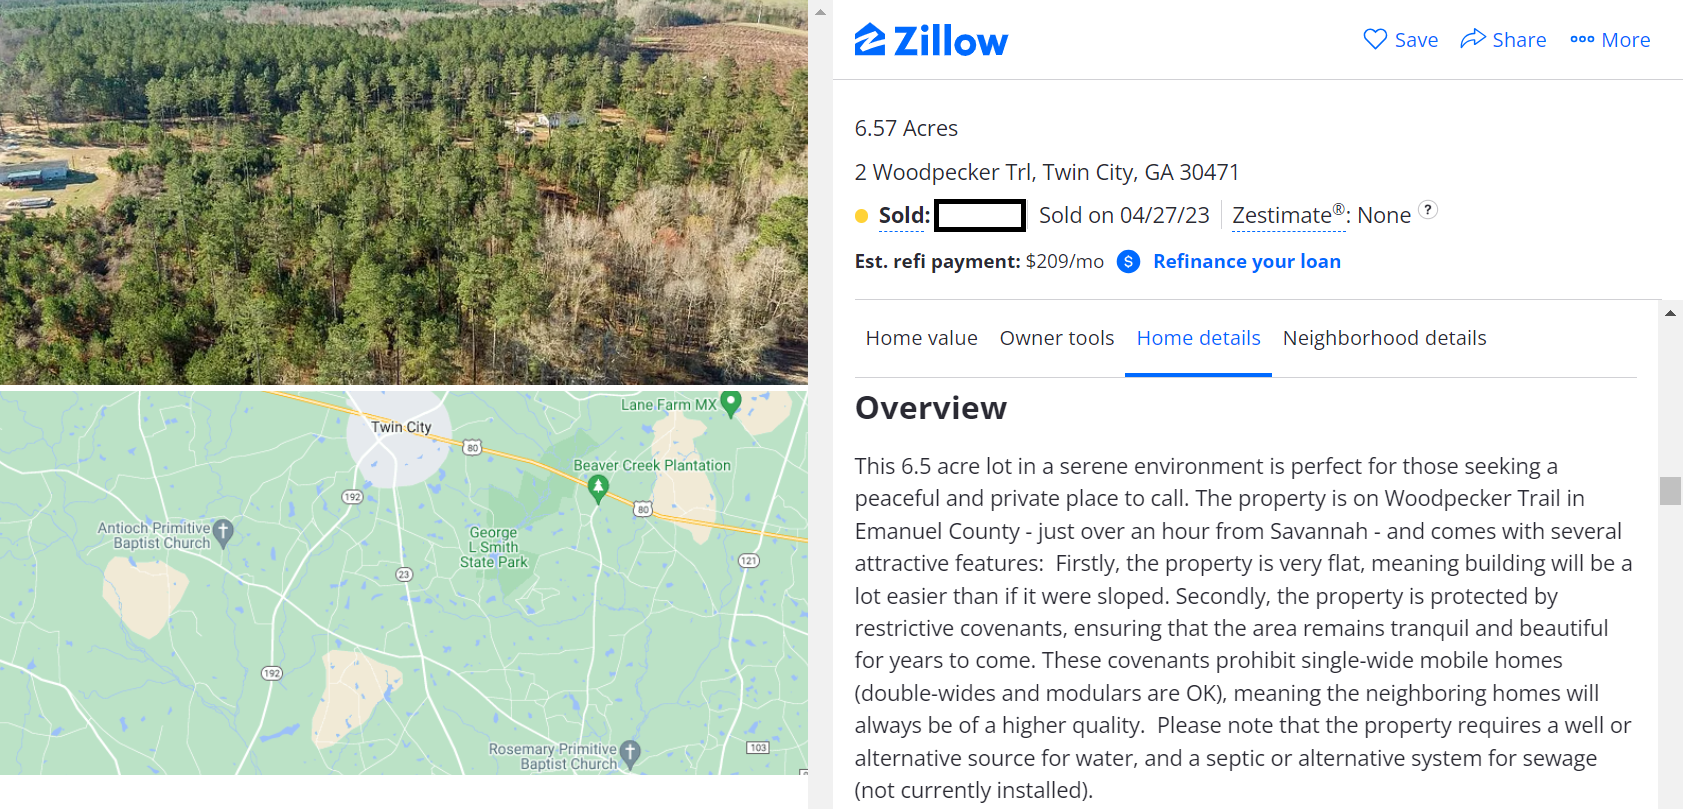 Zillow
Save
Share
More
6.57 Acres
2 Woodpecker Trl, Twin City, GA 30471
Sold:
Sold on 04/27/23
Zestimate®: None ?
Est. refi payment: $209/mo $ Refinance your loan
Home value
Owner tools
Home details
Neighborhood details
Overview
This 6.5 acre lot in a serene environment is perfect for those seeking a
peaceful and private place to call. The property is on Woodpecker Trail in
Emanuel County - just over an hour from Savannah - and comes with several
attractive features:  Firstly, the property is very flat, meaning building will be a
lot easier than if it were sloped. Secondly, the property is protected by
restrictive covenants, ensuring that the area remains tranquil and beautiful
for years to come. These covenants prohibit single-wide mobile homes
(double-wides and modulars are OK), meaning the neighboring homes will
always be of a higher quality.  Please note that the property requires a well or
alternative source for water, and a septic or alternative system for sewage
(not currently installed).
Lane Farm MX
Twin City
80
Beaver Creek Plantation
192
80
Antioch Primitive
Baptist Church
George
L Smith
State Park
121
23
192
Rosemary Primitive
Baptist Church
103